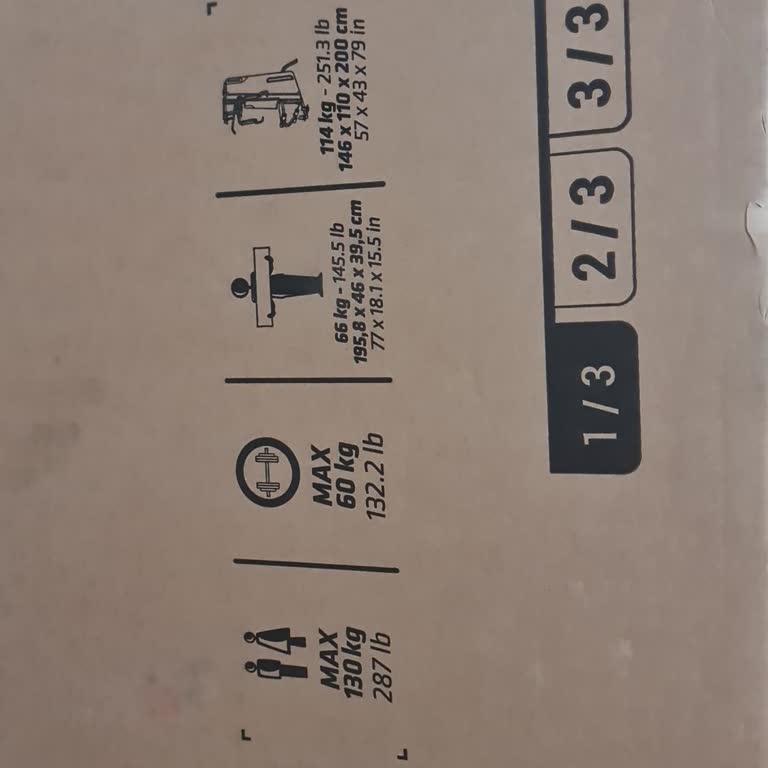 MAX
130 kg
287 lb
MAX
60 kg
132.2 lb
66 kg - 145.5 lb
195,8 x 46 x 39,5 cm
77 x 18.1 x 15.5 in
114 kg - 251.3 lb
146 x 110 x 200 cm
57 x 43 x 79 in
1 / 3
2 / 3
3 / 3